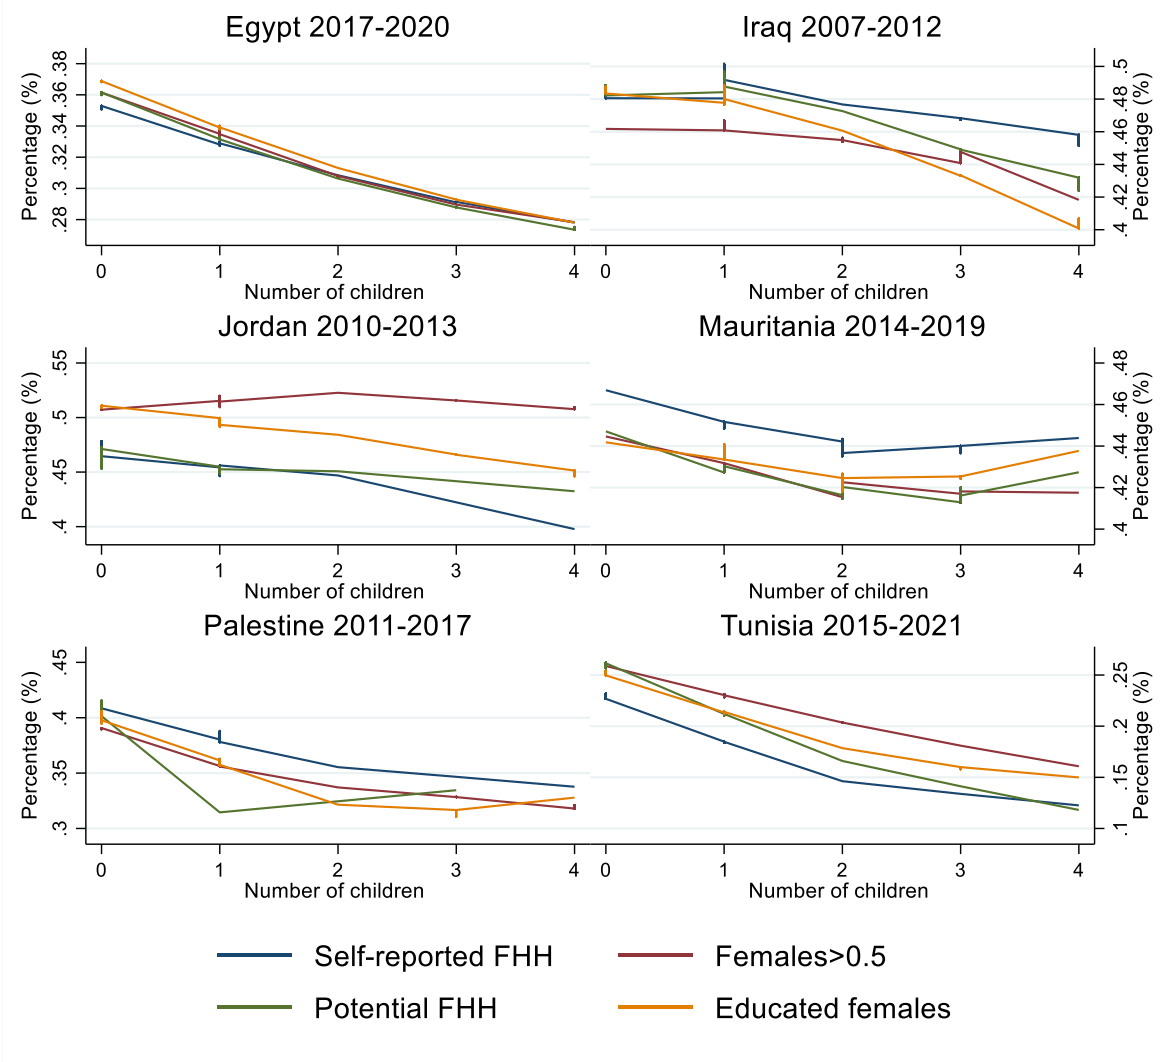 Egypt 2017-2020
Percentage (%)
.38
.36
.34
.32
.3
.28
0 1 2 3 4
Number of children
Iraq 2007-2012
Percentage (%)
.5
.48
.46
.44
.42
.4
0 1 2 3 4
Number of children
Jordan 2010-2013
Percentage (%)
.55
.5
.45
.4
0 1 2 3 4
Number of children
Mauritania 2014-2019
Percentage (%)
.48
.46
.44
.42
.4
0 1 2 3 4
Number of children
Palestine 2011-2017
Percentage (%)
.45
.4
.35
.3
0 1 2 3 4
Number of children
Tunisia 2015-2021
Percentage (%)
.25
.2
.15
.1
0 1 2 3 4
Number of children
Self-reported FHH
Females>0.5
Potential FHH
Educated females